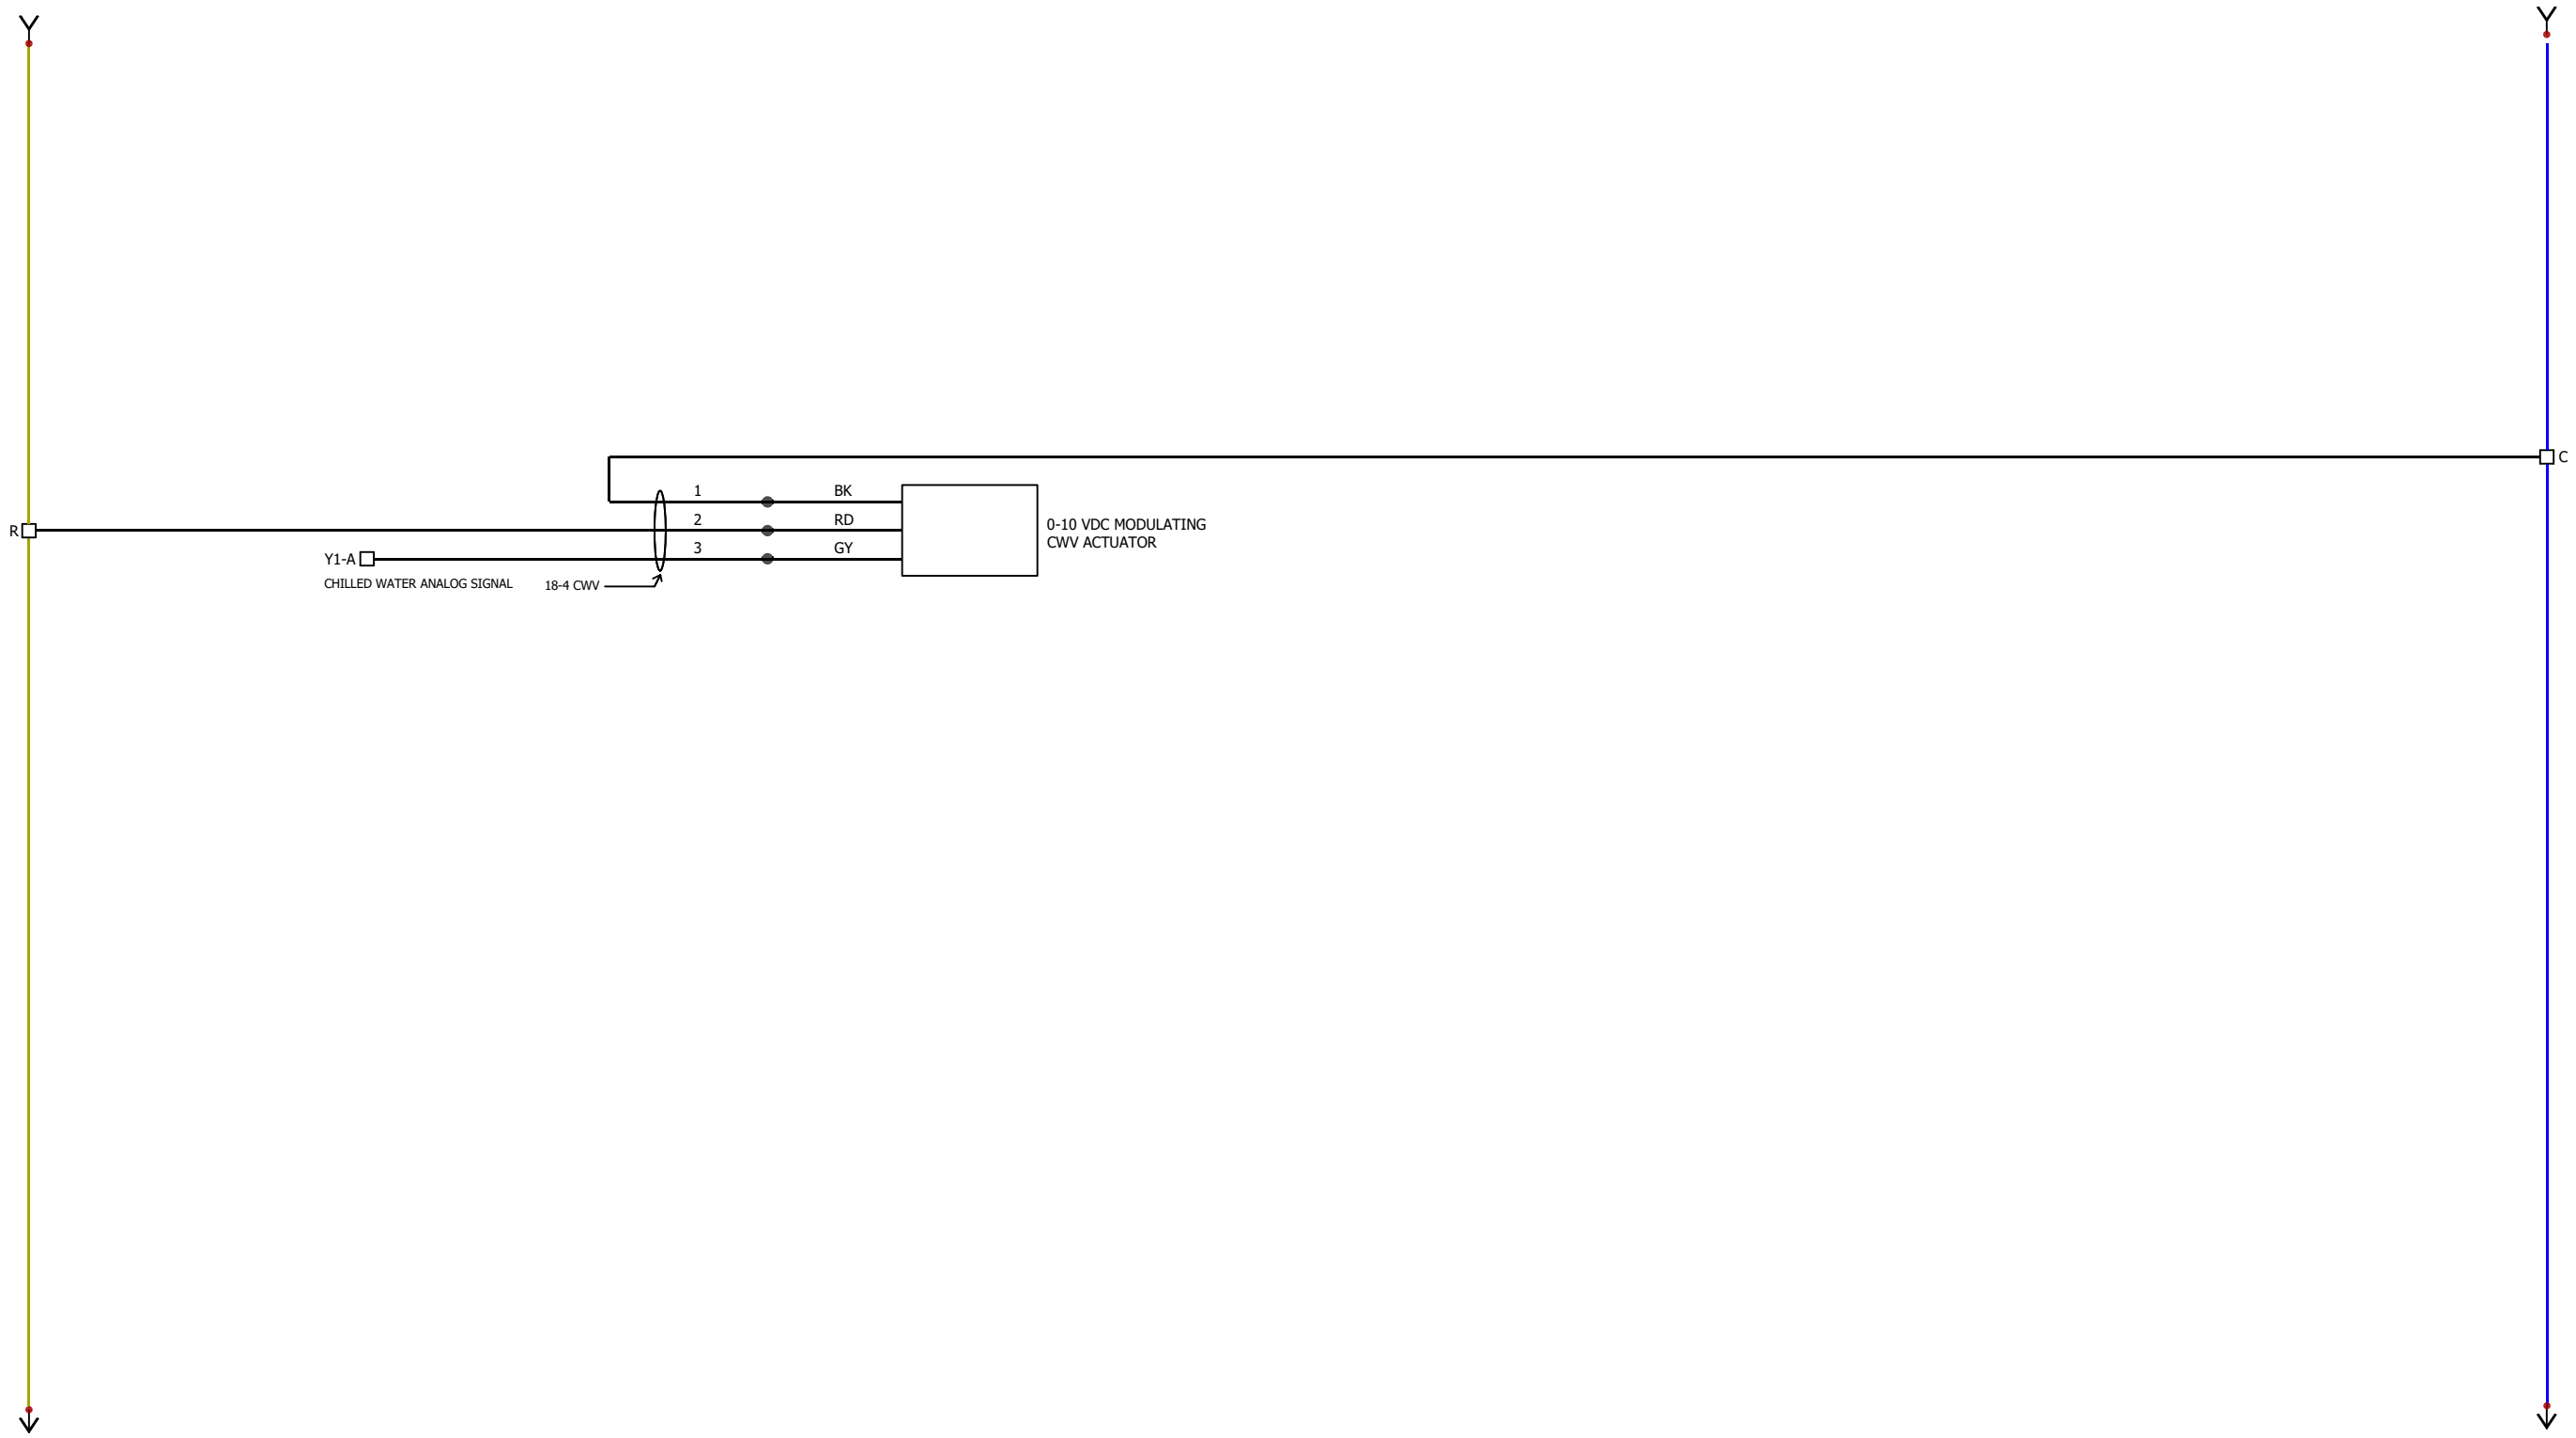 C
1 BK
R 2 RD
0-10 VDC MODULATING
CWV ACTUATOR
Y1-A 3 GY
CHILLED WATER ANALOG SIGNAL 18-4 CWV